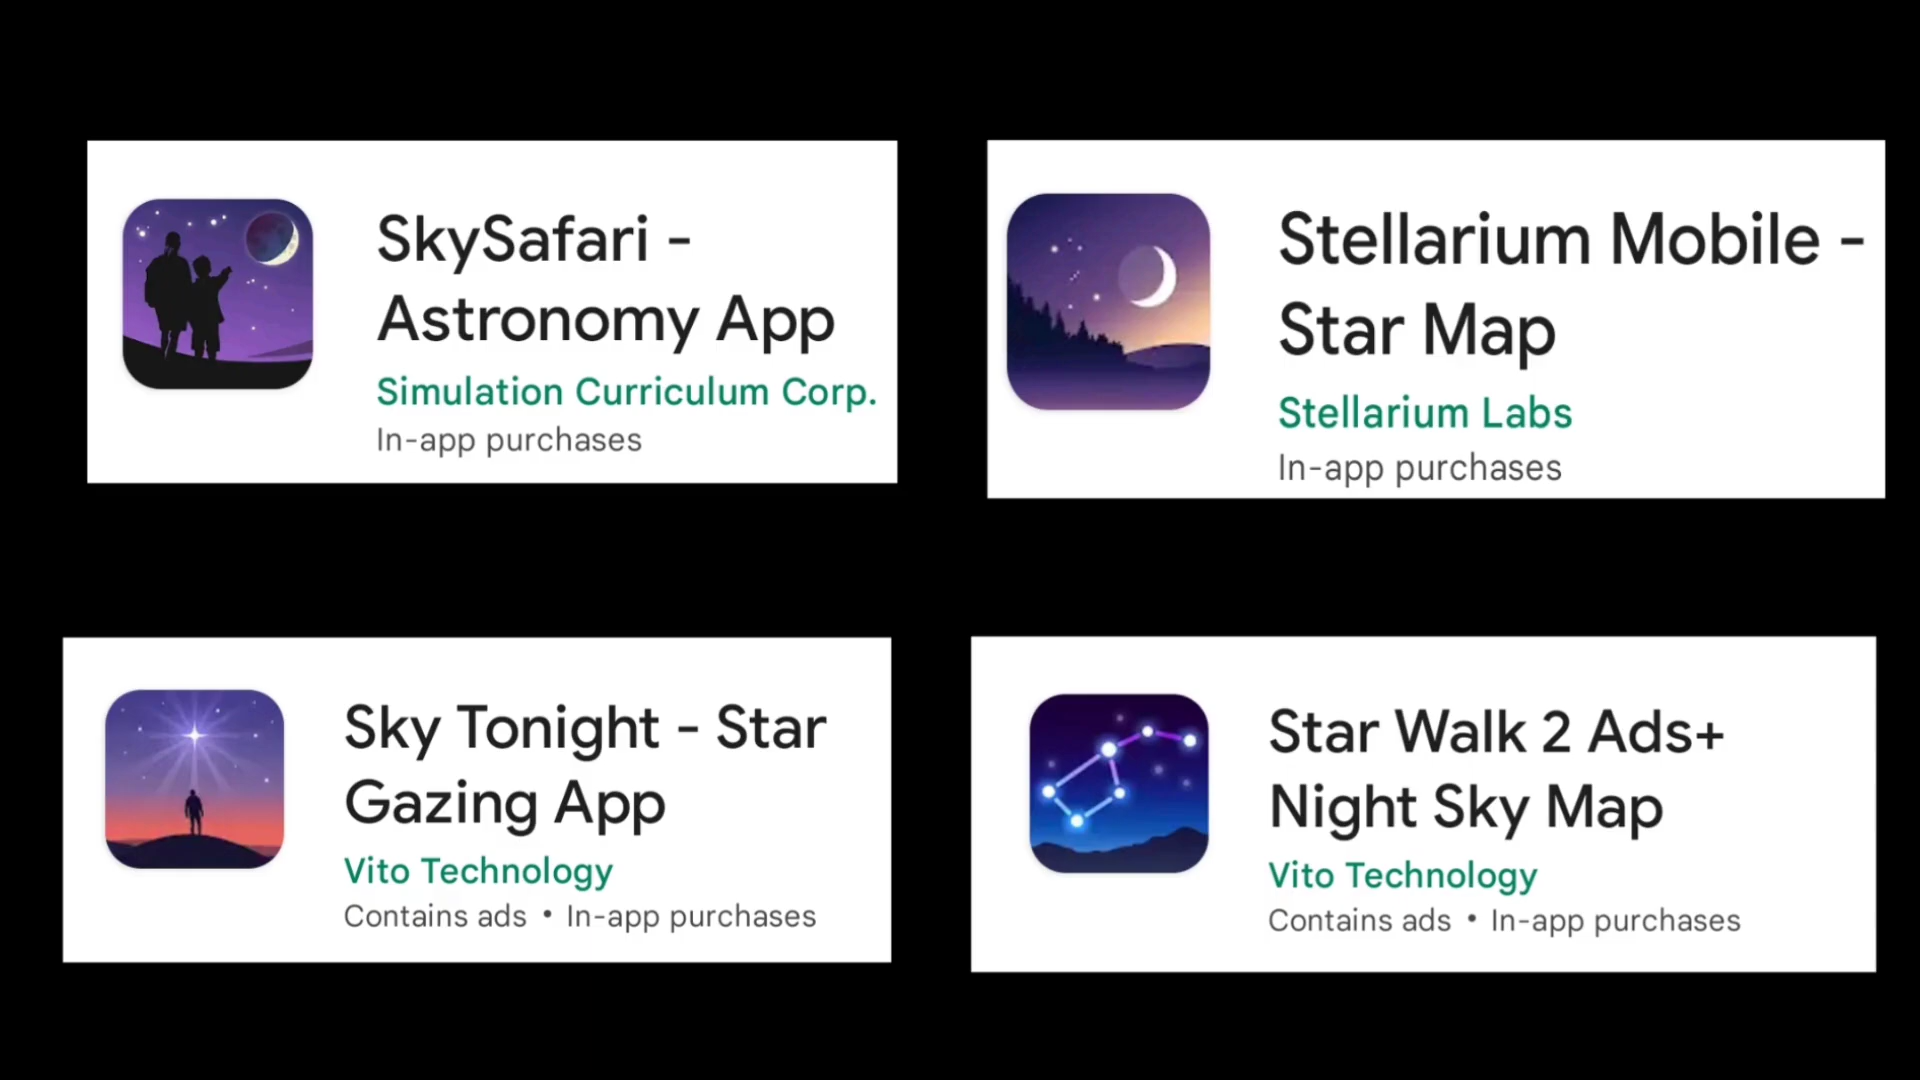 SkySafari -
Astronomy App
Simulation Curriculum Corp.
In-app purchases
Stellarium Mobile -
Star Map
Stellarium Labs
In-app purchases
Sky Tonight - Star
Gazing App
Vito Technology
Contains ads • In-app purchases
Star Walk 2 Ads+
Night Sky Map
Vito Technology
Contains ads • In-app purchases